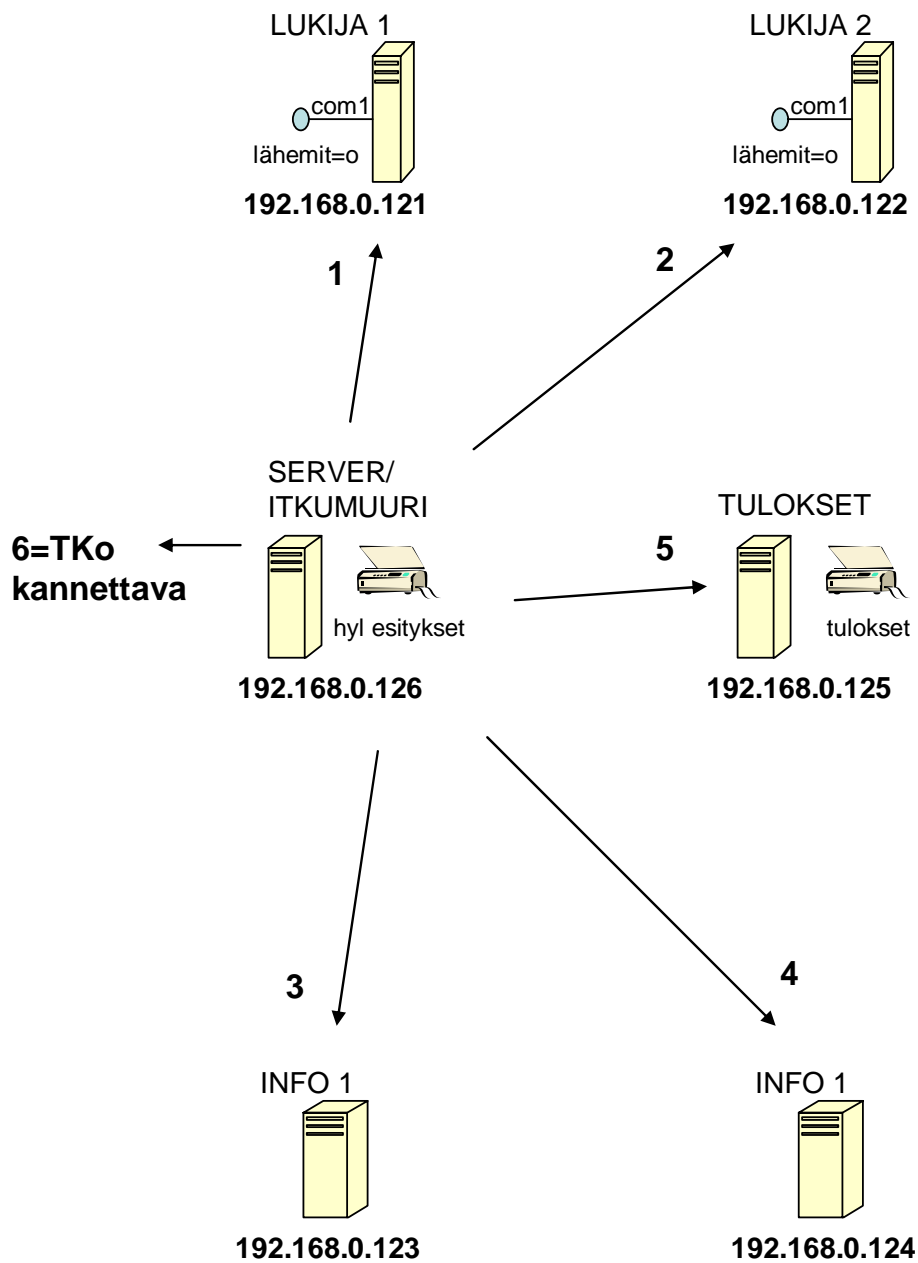 LUKIJA 1
LUKIJA 2
com1
com1
lähemit=o
lähemit=o
192.168.0.121
192.168.0.122
1
2
SERVER/
ITKUMUURI
TULOKSET
6=TKo
kannettava
5
hyl esitykset
tulokset
192.168.0.126
192.168.0.125
3
4
INFO 1
INFO 1
192.168.0.123
192.168.0.124